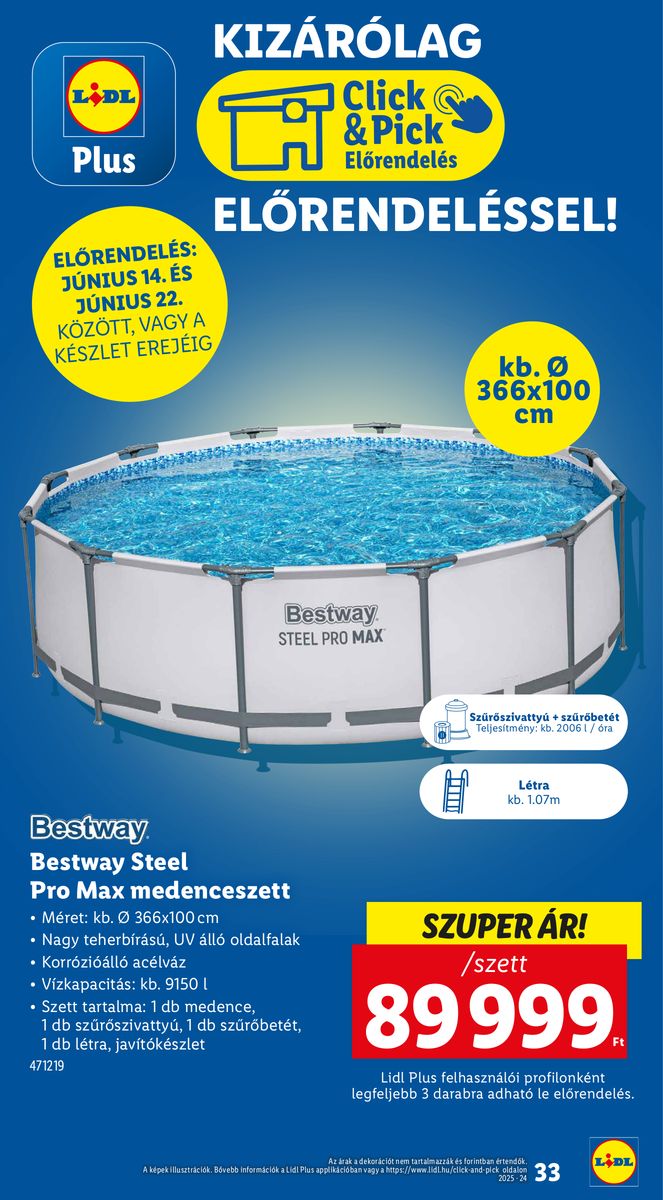 KIZÁRÓLAG
LIDL
Plus
Click
& Pick
Előrendelés
ELŐRENDELÉSSEL!
ELŐRENDELÉS:
JÚNIUS 14. ÉS
JÚNIUS 22.
KÖZÖTT, VAGY A
KÉSZLET EREJÉIG
kb. Ø
366x100
cm
Bestway
STEEL PRO MAX
Szűrőszivattyú + szűrőbetét
Teljesítmény: kb. 2006 l / óra
Létra
kb. 1.07m
Bestway
Bestway Steel
Pro Max medenceszett
• Méret: kb. Ø 366x100 cm
• Nagy teherbírású, UV álló oldalfalak
• Korrózióálló acélváz
• Vízkapacitás: kb. 9150 l
• Szett tartalma: 1 db medence,
1 db szűrőszivattyú, 1 db szűrőbetét,
1 db létra, javítókészlet
471219
SZUPER ÁR!
/szett
89 999 Ft
Lidl Plus felhasználói profilonként
legfeljebb 3 darabra adható le előrendelés.
Az árak a dekorációt nem tartalmazzák és forintban értendők.
A képek illusztrációk. Bővebb információk a Lidl Plus applikációban vagy a https://www.lidl.hu/click-and-pick oldalon
2025 - 24
33
LIDL